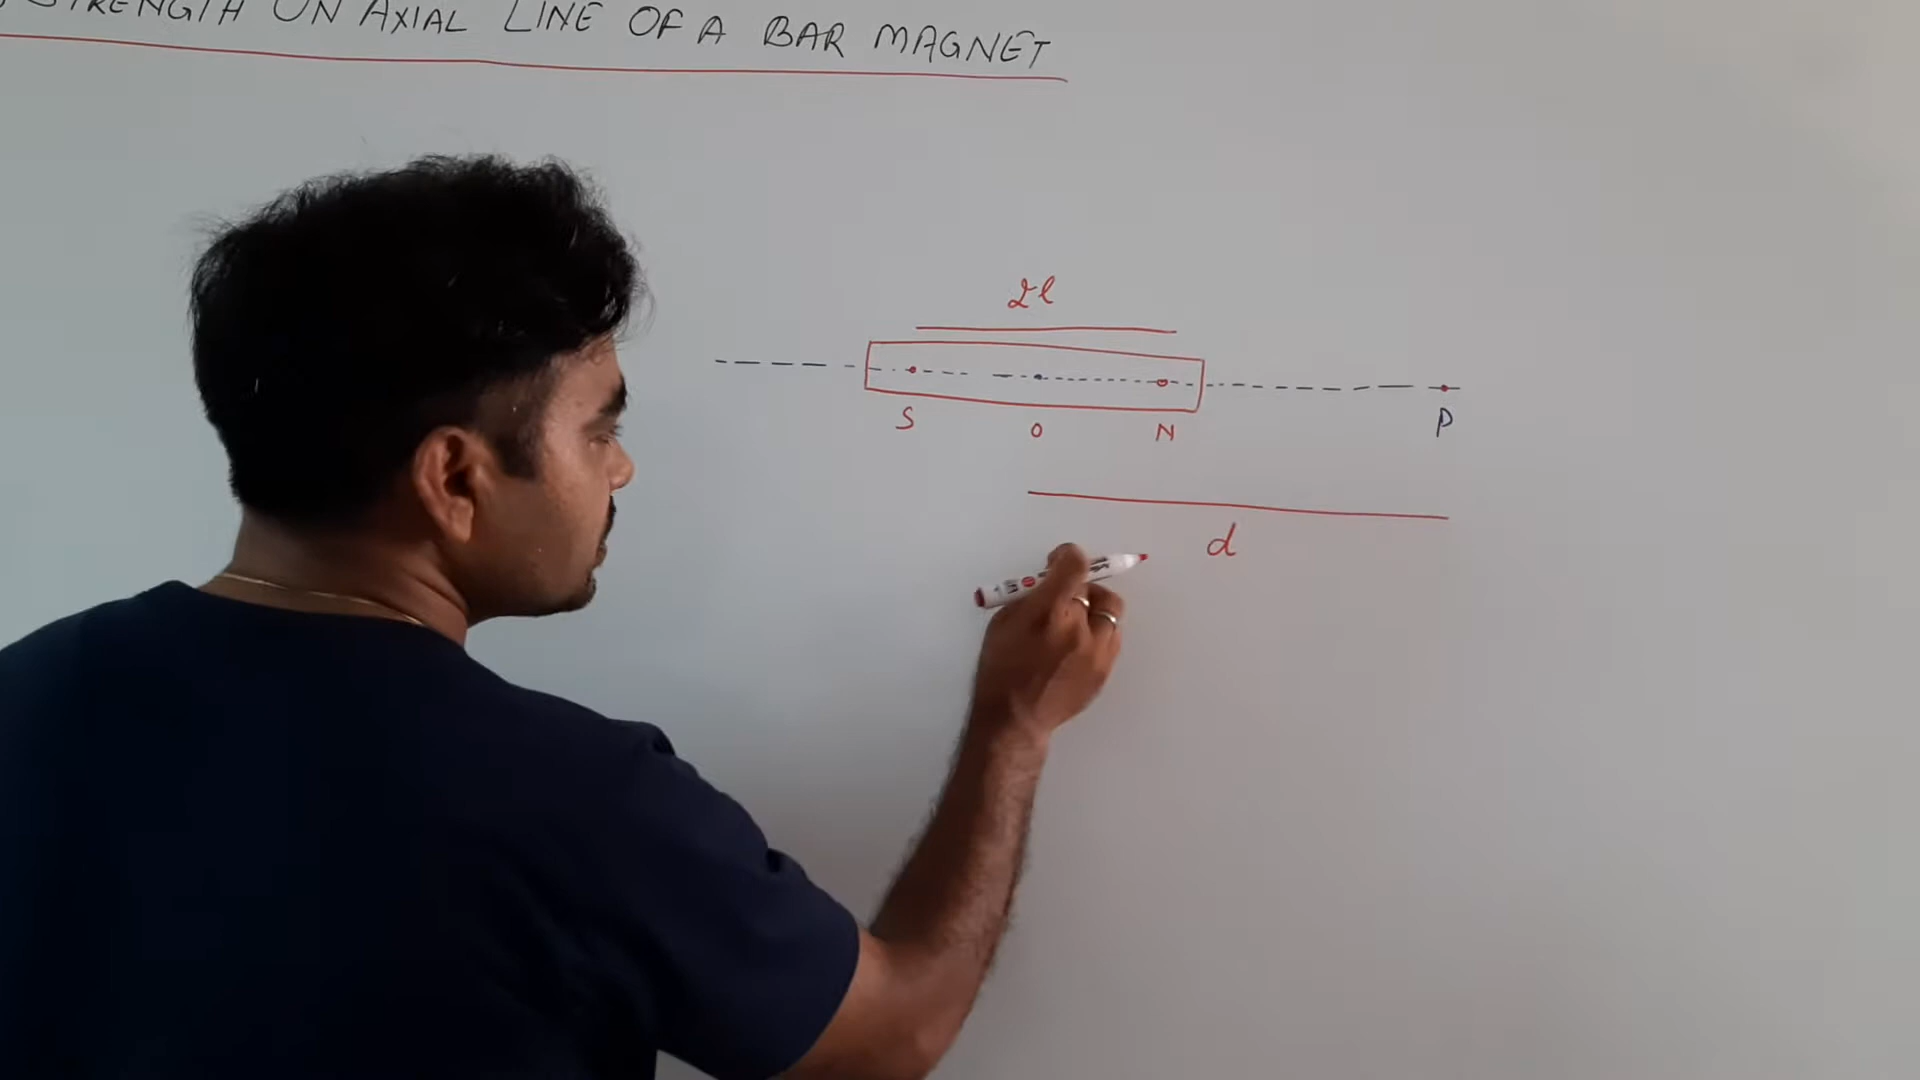 STRENGTH ON AXIAL LINE OF A BAR MAGNET
2l
S O N P
d